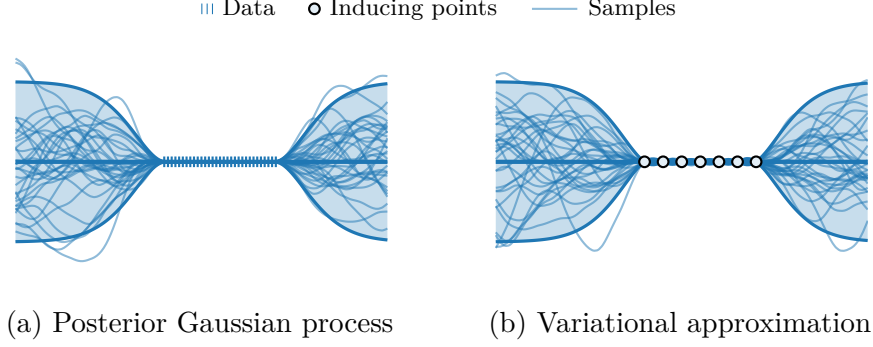 Data Inducing points Samples
(a) Posterior Gaussian process
(b) Variational approximation